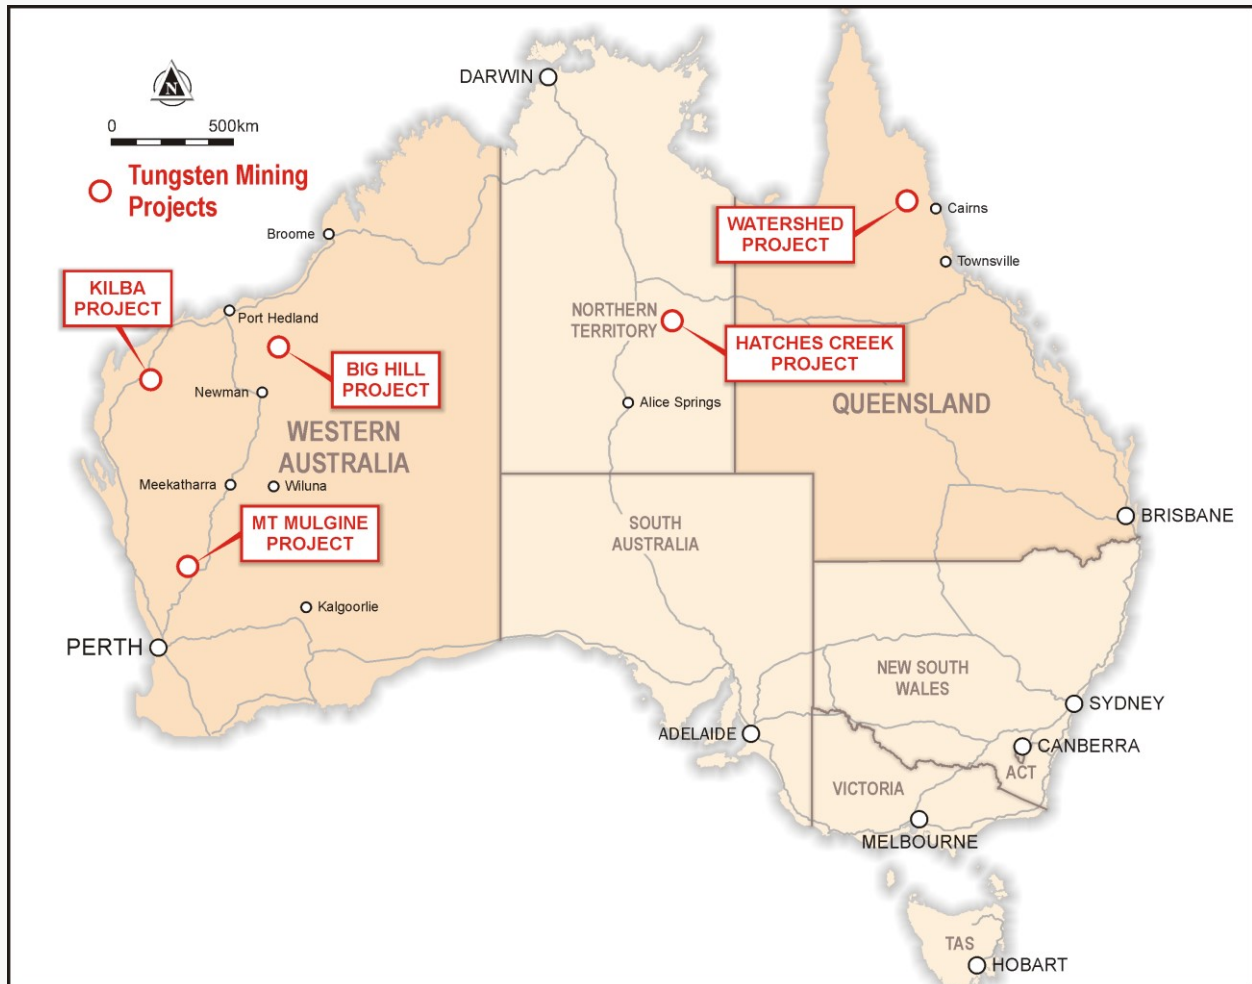 DARWIN
N
0 500km
Tungsten Mining
Projects
Broome
KILBA
PROJECT
Port Hedland
BIG HILL
PROJECT
Newman
WESTERN
AUSTRALIA
Meekatharra
Wiluna
MT MULGINE
PROJECT
Kalgoorlie
PERTH
NORTHERN
TERRITORY
Alice Springs
WATERSHED
PROJECT
Cairns
Townsville
HATCHES CREEK
PROJECT
QUEENSLAND
BRISBANE
SOUTH
AUSTRALIA
NEW SOUTH
WALES
SYDNEY
ADELAIDE
CANBERRA
ACT
VICTORIA
MELBOURNE
TAS
HOBART